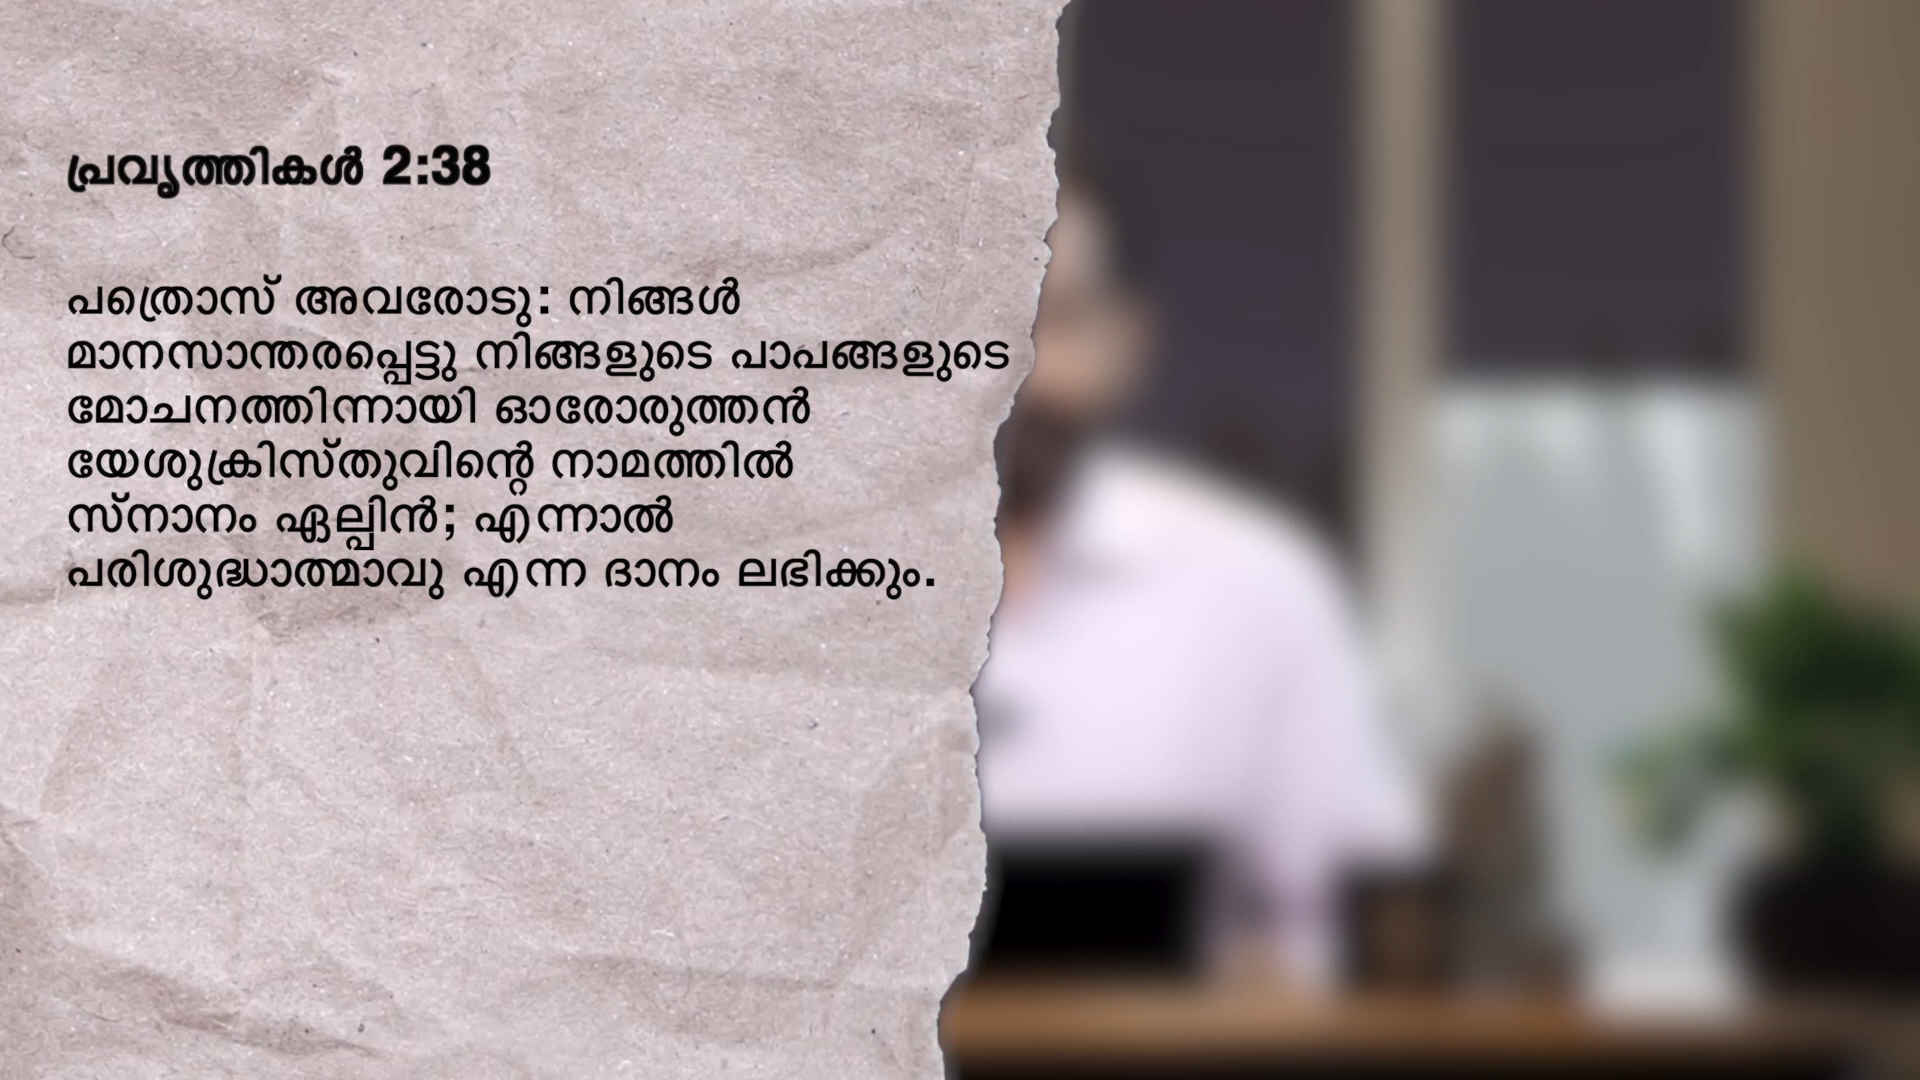 പ്രവൃത്തികൾ 2:38
പത്രൊസ് അവരോടു: നിങ്ങൾ
മാനസാന്തരപ്പെട്ടു നിങ്ങളുടെ പാപങ്ങളുടെ
മോചനത്തിന്നായി ഓരോരുത്തൻ
യേശുക്രിസ്തുവിന്റെ നാമത്തിൽ
സ്നാനം ഏല്പിൻ; എന്നാൽ
പരിശുദ്ധാത്മാവു എന്ന ദാനം ലഭിക്കും.